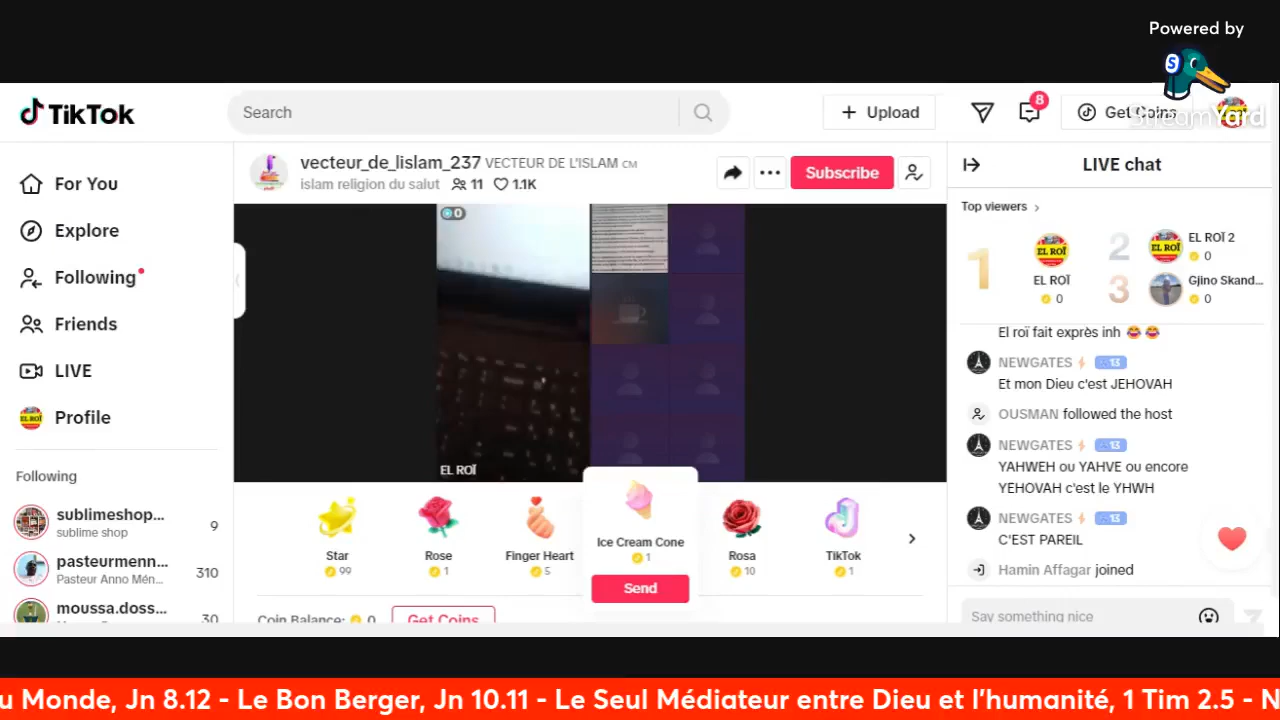 Powered by
StreamYard
TikTok
Search
Upload
8
Get Coins
For You
Explore
Following
Friends
LIVE
Profile
Following
sublimeshop...
sublime shop
9
pasteurmenn...
Pasteur Anno Mén...
310
moussa.doss...
30
vecteur_de_lislam_237 VECTEUR DE L'ISLAM CM
islam religion du salut 11 1.1K
Subscribe
0
EL ROÏ
Star
99
Rose
1
Finger Heart
5
Ice Cream Cone
1
Send
Rosa
10
TikTok
1
Coin Balance: 0
Get Coins
LIVE chat
Top viewers
1
EL ROÏ
EL ROÏ
0
2
EL ROÏ
EL ROÏ 2
0
3
Gjino Skand...
0
El roï fait exprès inh 😂 😂
NEWGATES 13
Et mon Dieu c'est JEHOVAH
OUSMAN followed the host
NEWGATES 13
YAHWEH ou YAHVE ou encore
YEHOVAH c'est le YHWH
NEWGATES 13
C'EST PAREIL
Hamin Affagar joined
Say something nice
u Monde, Jn 8.12 - Le Bon Berger, Jn 10.11 - Le Seul Médiateur entre Dieu et l'humanité, 1 Tim 2.5 - N